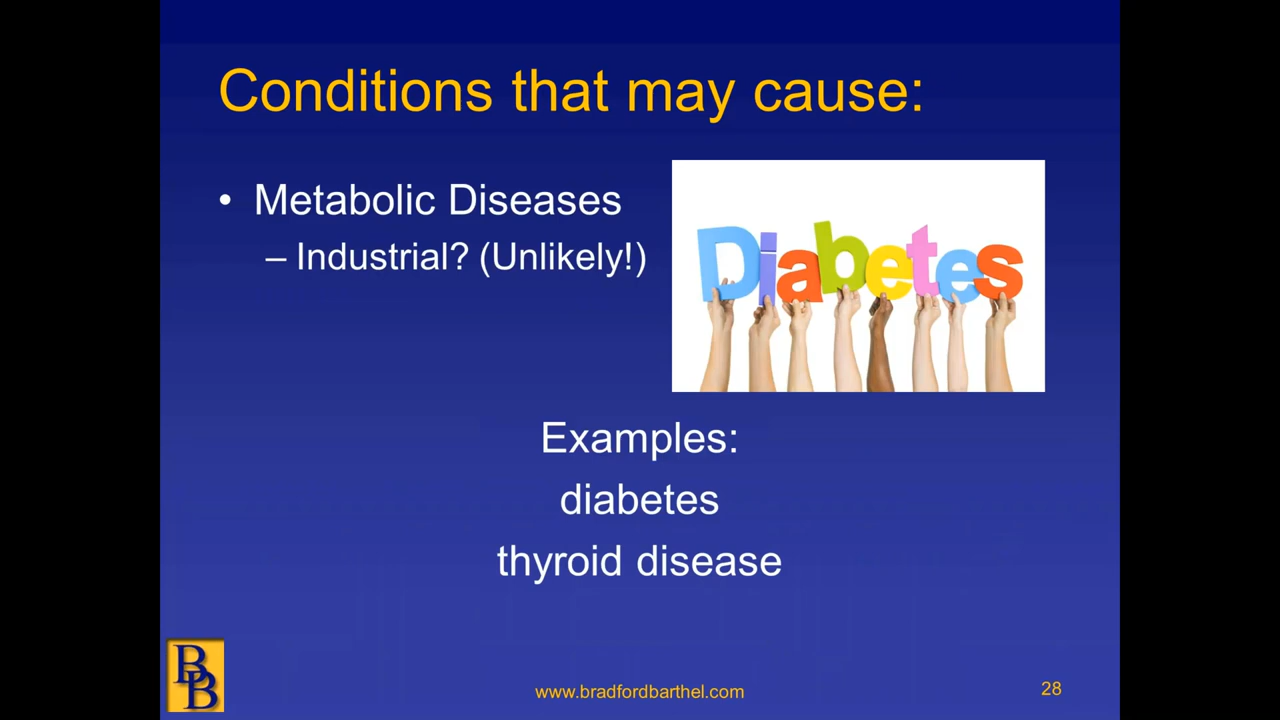 Conditions that may cause:
• Metabolic Diseases
– Industrial? (Unlikely!)
Diabetes
Examples:
diabetes
thyroid disease
BB
www.bradfordbarthel.com
28